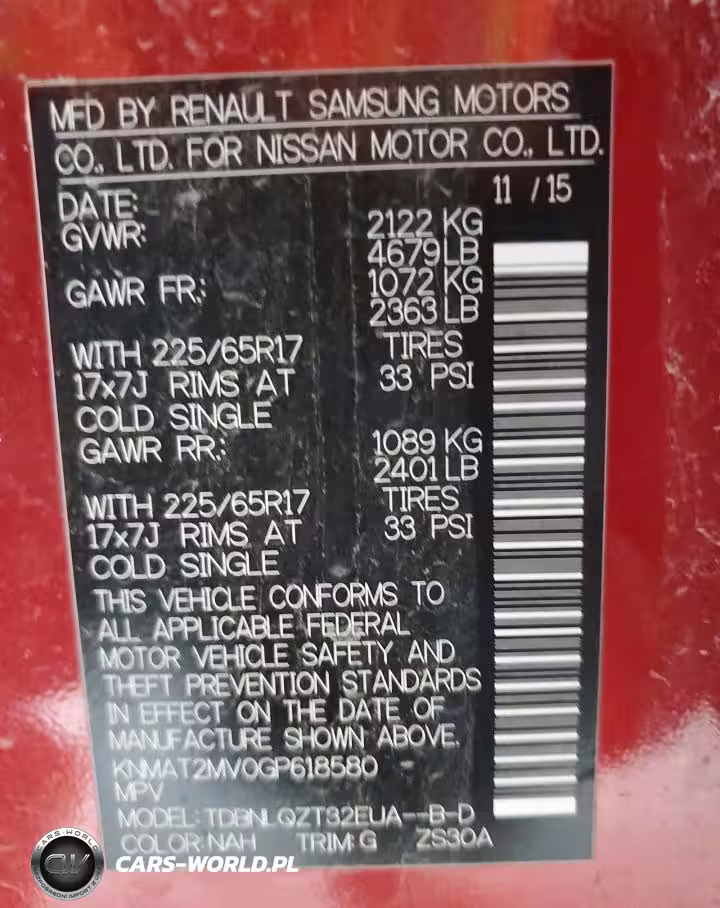 MFD BY RENAULT SAMSUNG MOTORS
CO., LTD. FOR NISSAN MOTOR CO., LTD.
DATE: 11 / 15
GVWR: 2122 KG
4679 LB
GAWR FR.: 1072 KG
2363 LB
WITH 225/65R17 TIRES
17x7J RIMS AT 33 PSI
COLD SINGLE
GAWR RR.: 1089 KG
2401 LB
WITH 225/65R17 TIRES
17x7J RIMS AT 33 PSI
COLD SINGLE
THIS VEHICLE CONFORMS TO
ALL APPLICABLE FEDERAL
MOTOR VEHICLE SAFETY AND
THEFT PREVENTION STANDARDS
IN EFFECT ON THE DATE OF
MANUFACTURE SHOWN ABOVE.
KNMAT2MV0GP618580
MPV
MODEL: TDBNLQZT32EUA--B-D
COLOR:NAH TRIM:G ZS30A
CARS-WORLD
CW
CARS-WORLD.PL